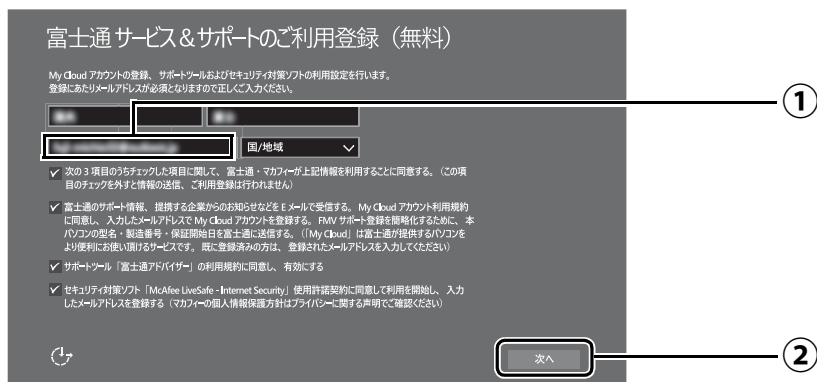 富士通 サービス&サポートのご利用登録(無料)
My Cloud アカウントの登録、サポートツールおよびセキュリティ対策ソフトの利用設定を行います。
登録にあたりメールアドレスが必須となりますので正しくご入力ください。
①
国/地域
次の3項目のうちチェックした項目に関して、富士通・マカフィーが上記情報を利用することに同意する。(この項
目のチェックを外すと情報の送信、ご利用登録は行われません)
富士通のサポート情報、提携する企業からのお知らせなどをEメールで受信する。My Cloud アカウント利用規約
に同意し、入力したメールアドレスで My Cloud アカウントを登録する。FMV サポート登録を簡略化するために、本
パソコンの型名・製造番号・保証開始日を富士通に送信する。(「My Cloud」は富士通が提供するパソコンを
より便利にお使い頂けるサービスです。既に登録済みの方は、登録されたメールアドレスを入力してください)
サポートツール「富士通アドバイザー」の利用規約に同意し、有効にする
セキュリティ対策ソフト「McAfee LiveSafe - Internet Security」使用許諾契約に同意して利用を開始し、入力
したメールアドレスを登録する(マカフィーの個人情報保護方針はプライバシーに関する声明でご確認ください)
次へ
②